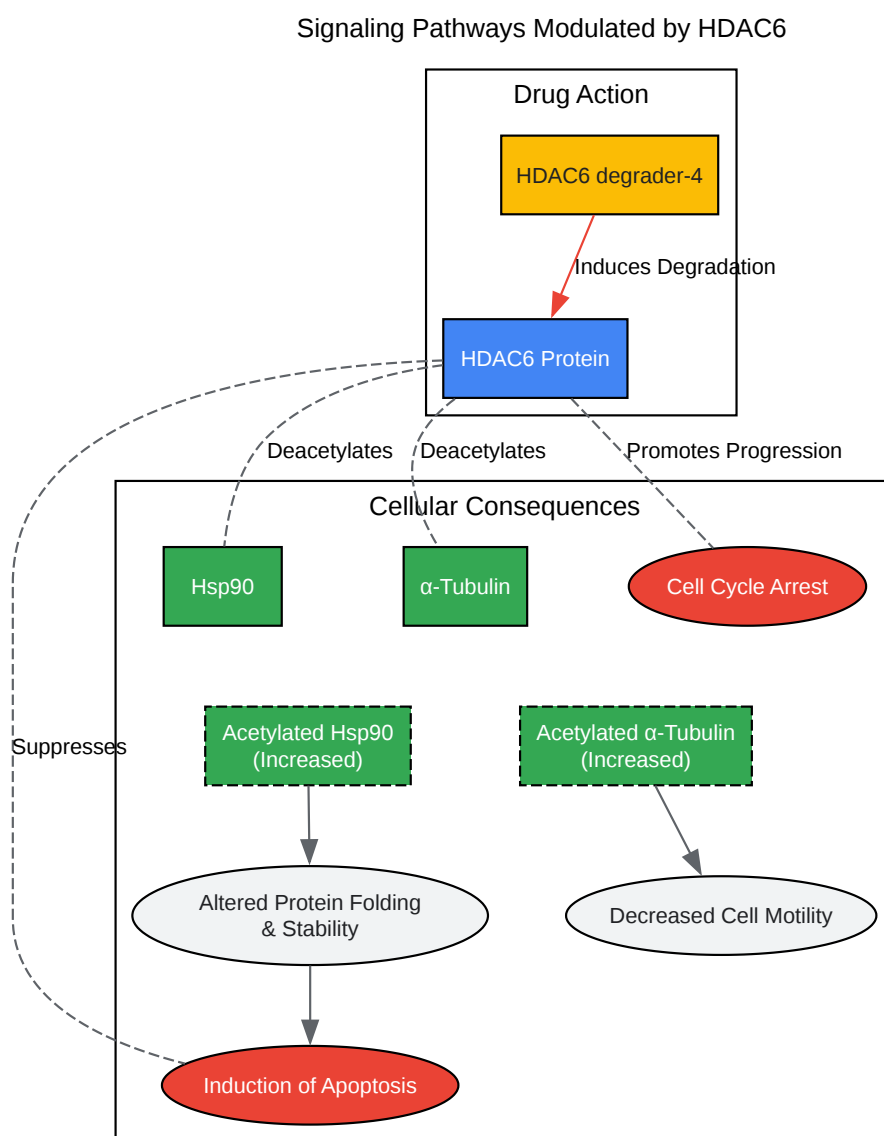 Signaling Pathways Modulated by HDAC6
Drug Action
HDAC6 degrader-4
Induces Degradation
HDAC6 Protein
Deacetylates
Deacetylates
Promotes Progression
Cellular Consequences
Hsp90
α-Tubulin
Cell Cycle Arrest
Suppresses
Acetylated Hsp90
(Increased)
Acetylated α-Tubulin
(Increased)
Altered Protein Folding
& Stability
Decreased Cell Motility
Induction of Apoptosis